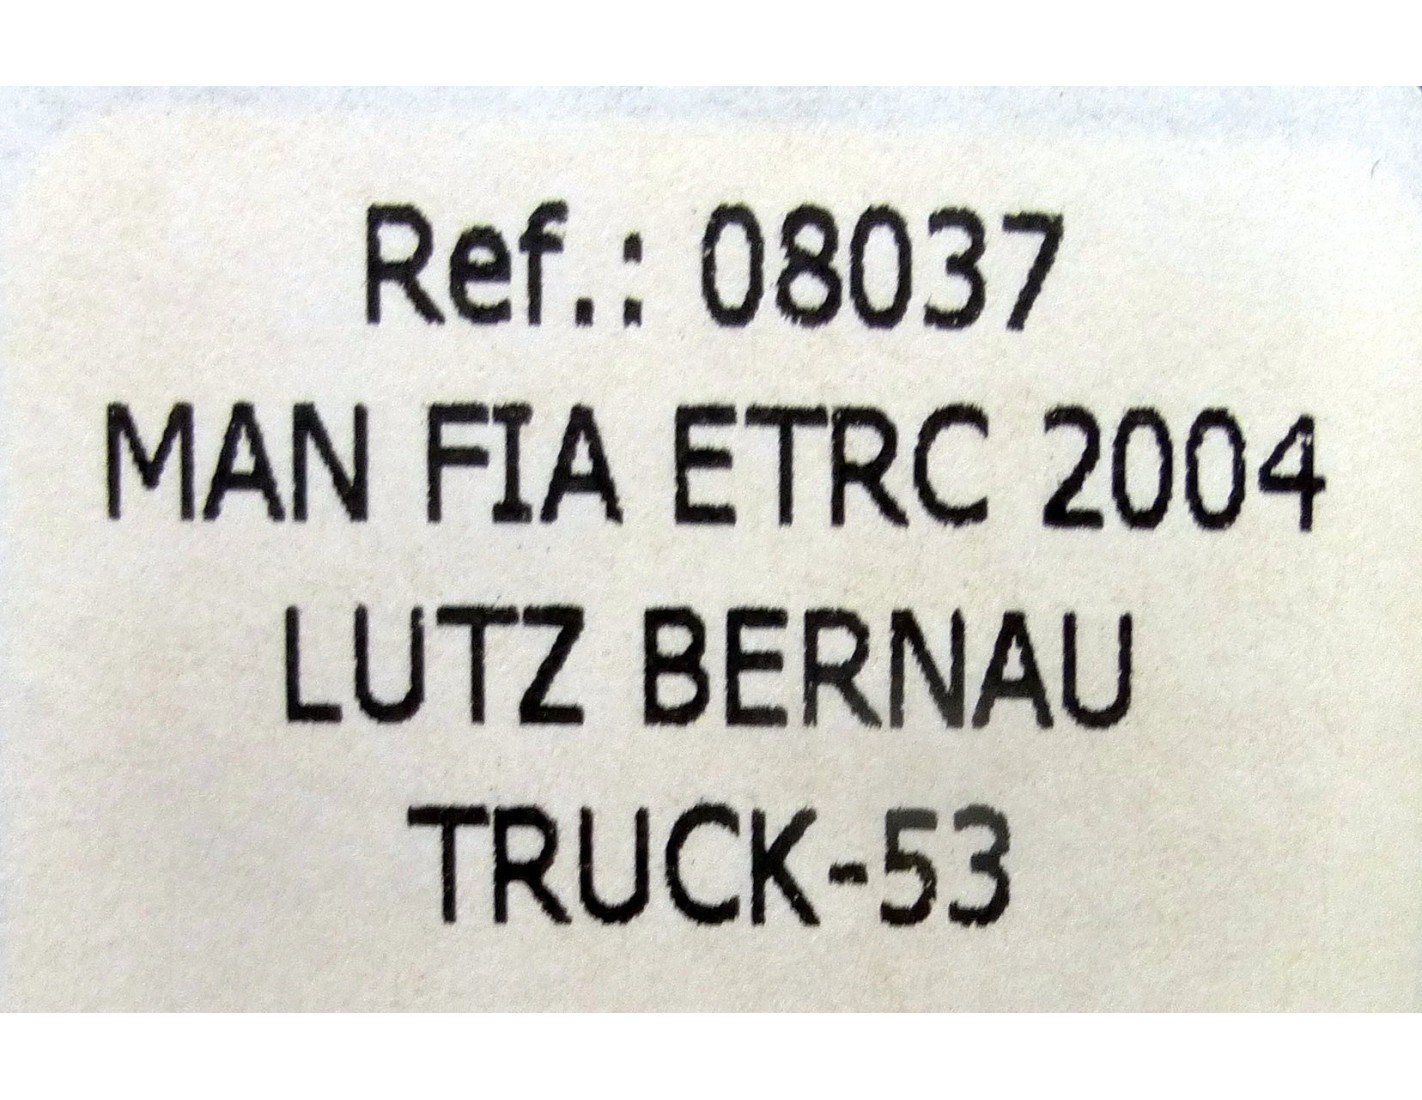 Ref.: 08037
MAN FIA ETRC 2004
LUTZ BERNAU
TRUCK-53